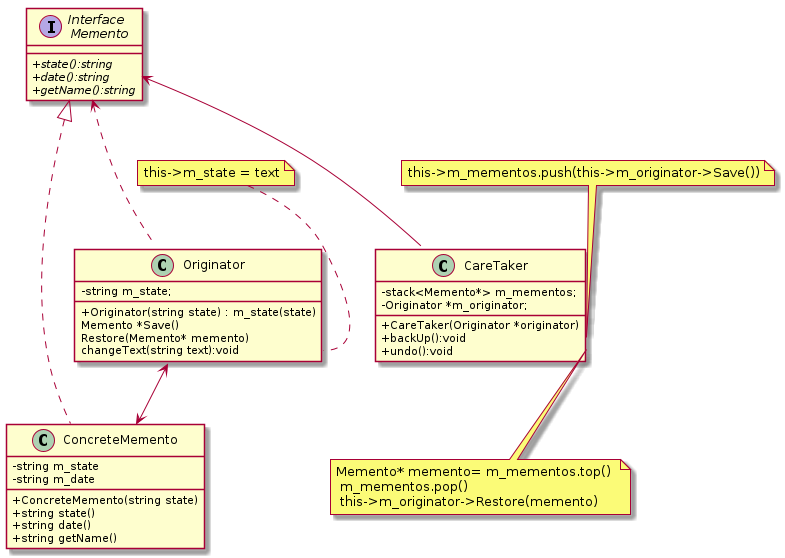 I
Interface
Memento
+state():string
+date():string
+getName():string
this->m_state = text
this->m_mementos.push(this->m_originator->Save())
C
Originator
-string m_state;
+Originator(string state) : m_state(state)
Memento *Save()
Restore(Memento* memento)
changeText(string text):void
C
CareTaker
-stack<Memento*> m_mementos;
-Originator *m_originator;
+CareTaker(Originator *originator)
+backUp():void
+undo():void
C
ConcreteMemento
-string m_state
-string m_date
+ConcreteMemento(string state)
+string state()
+string date()
+string getName()
Memento* memento= m_mementos.top()
m_mementos.pop()
this->m_originator->Restore(memento)